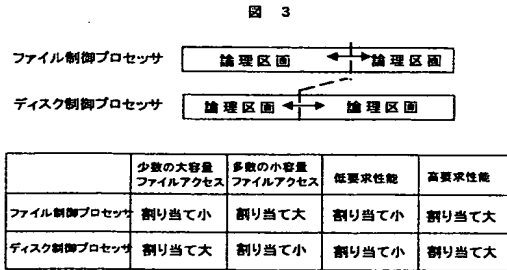 図 3
ファイル制御プロセッサ 論理区画 論理区画
ディスク制御プロセッサ 論理区画 論理区画
少数の大容量ファイルアクセス 多数の小容量ファイルアクセス 低要求性能 高要求性能
ファイル制御プロセッサ 割り当て小 割り当て大 割り当て小 割り当て大
ディスク制御プロセッサ 割り当て大 割り当て小 割り当て小 割り当て大